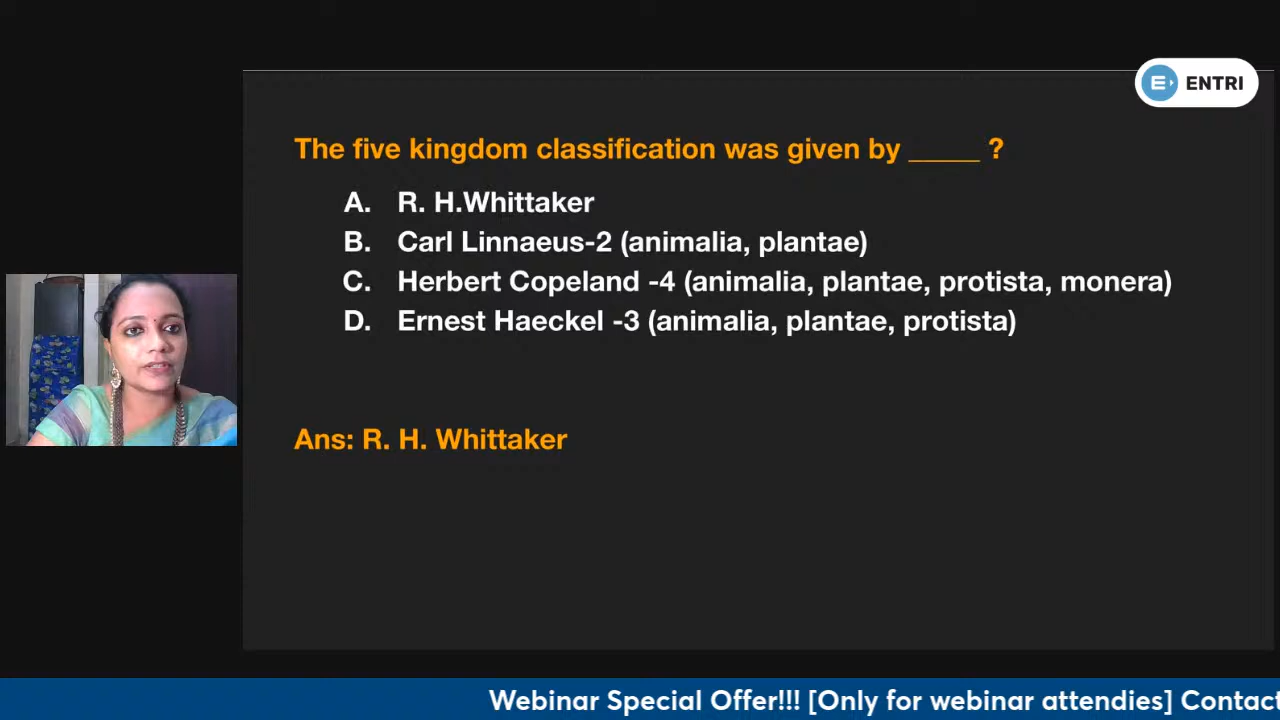 ENTRI
The five kingdom classification was given by _____ ?
A. R. H.Whittaker
B. Carl Linnaeus-2 (animalia, plantae)
C. Herbert Copeland -4 (animalia, plantae, protista, monera)
D. Ernest Haeckel -3 (animalia, plantae, protista)
Ans: R. H. Whittaker
Webinar Special Offer!!! [Only for webinar attendies] Contact